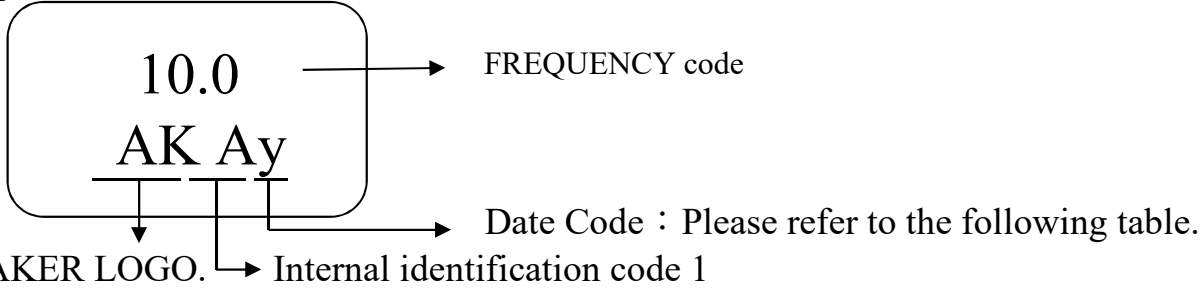 10.0
FREQUENCY code
AK Ay
Date Code：Please refer to the following table.
AKER LOGO.
Internal identification code 1